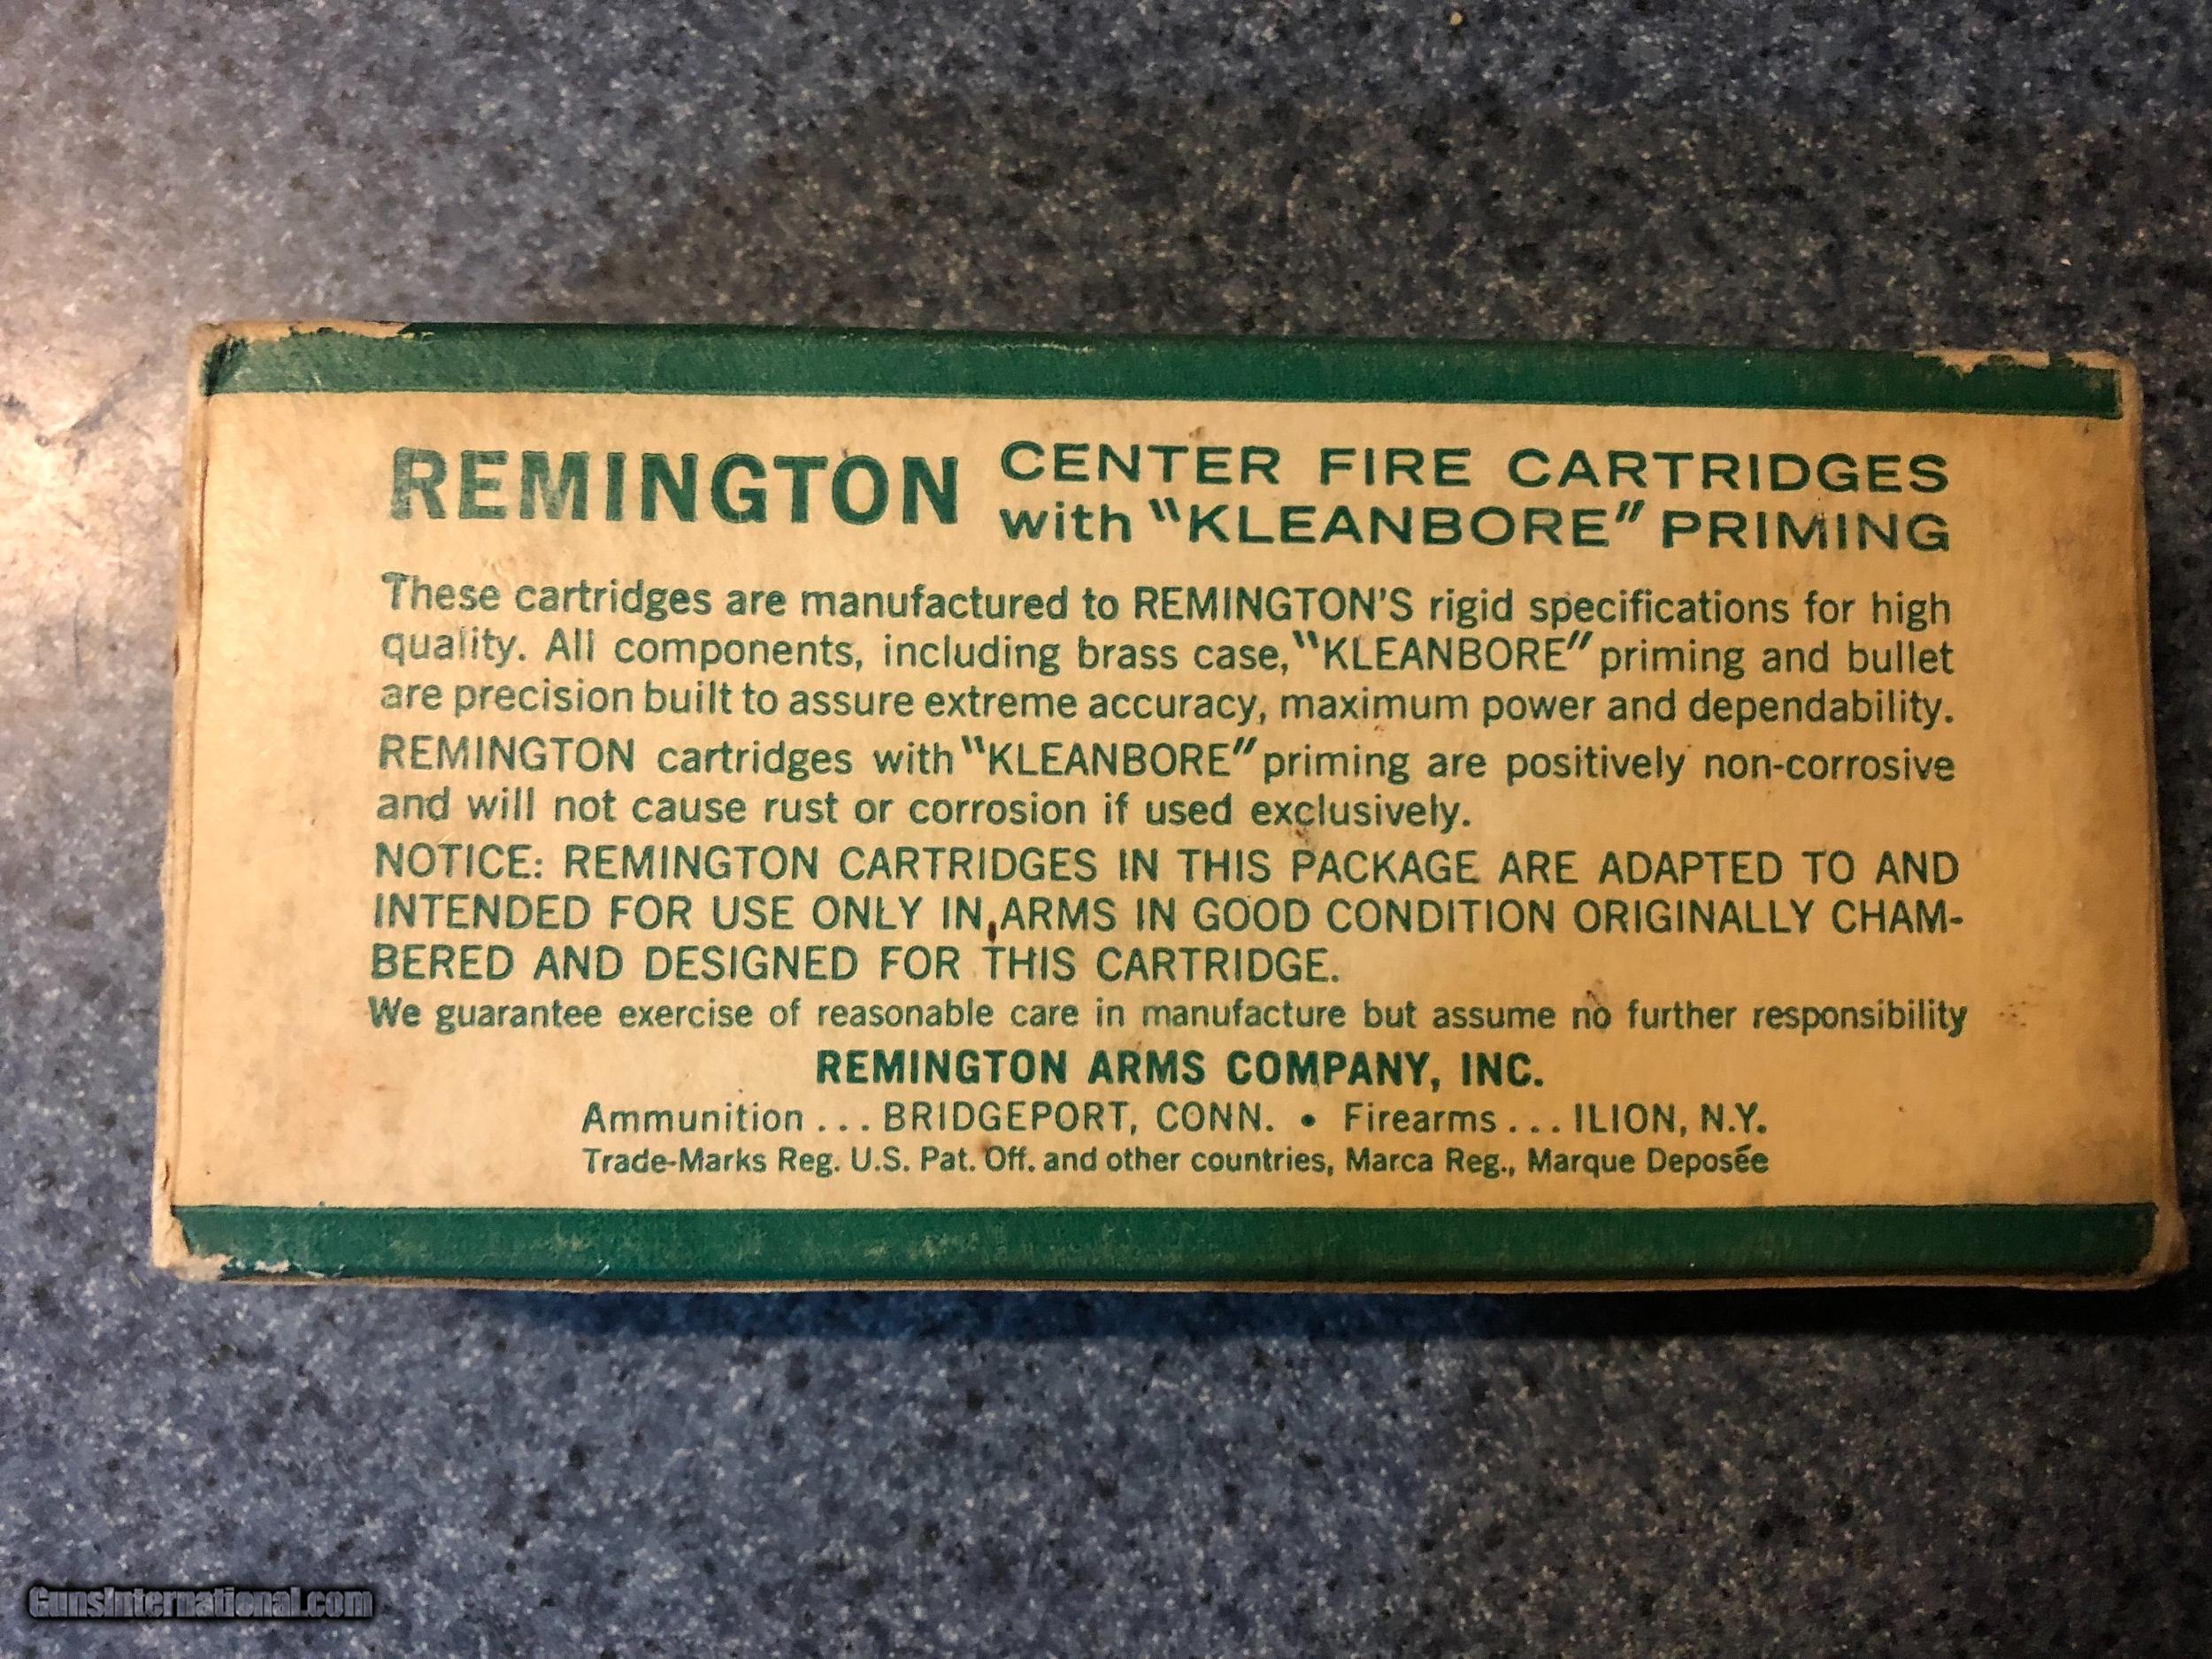 REMINGTON CENTER FIRE CARTRIDGES
with "KLEANBORE" PRIMING
These cartridges are manufactured to REMINGTON'S rigid specifications for high
quality. All components, including brass case, "KLEANBORE" priming and bullet
are precision built to assure extreme accuracy, maximum power and dependability.
REMINGTON cartridges with "KLEANBORE" priming are positively non-corrosive
and will not cause rust or corrosion if used exclusively.
NOTICE: REMINGTON CARTRIDGES IN THIS PACKAGE ARE ADAPTED TO AND
INTENDED FOR USE ONLY IN ARMS IN GOOD CONDITION ORIGINALLY CHAM-
BERED AND DESIGNED FOR THIS CARTRIDGE.
We guarantee exercise of reasonable care in manufacture but assume no further responsibility
REMINGTON ARMS COMPANY, INC.
Ammunition ... BRIDGEPORT, CONN. • Firearms ... ILION, N.Y.
Trade-Marks Reg. U.S. Pat. Off. and other countries, Marca Reg., Marque Deposée
GunsInternational.com